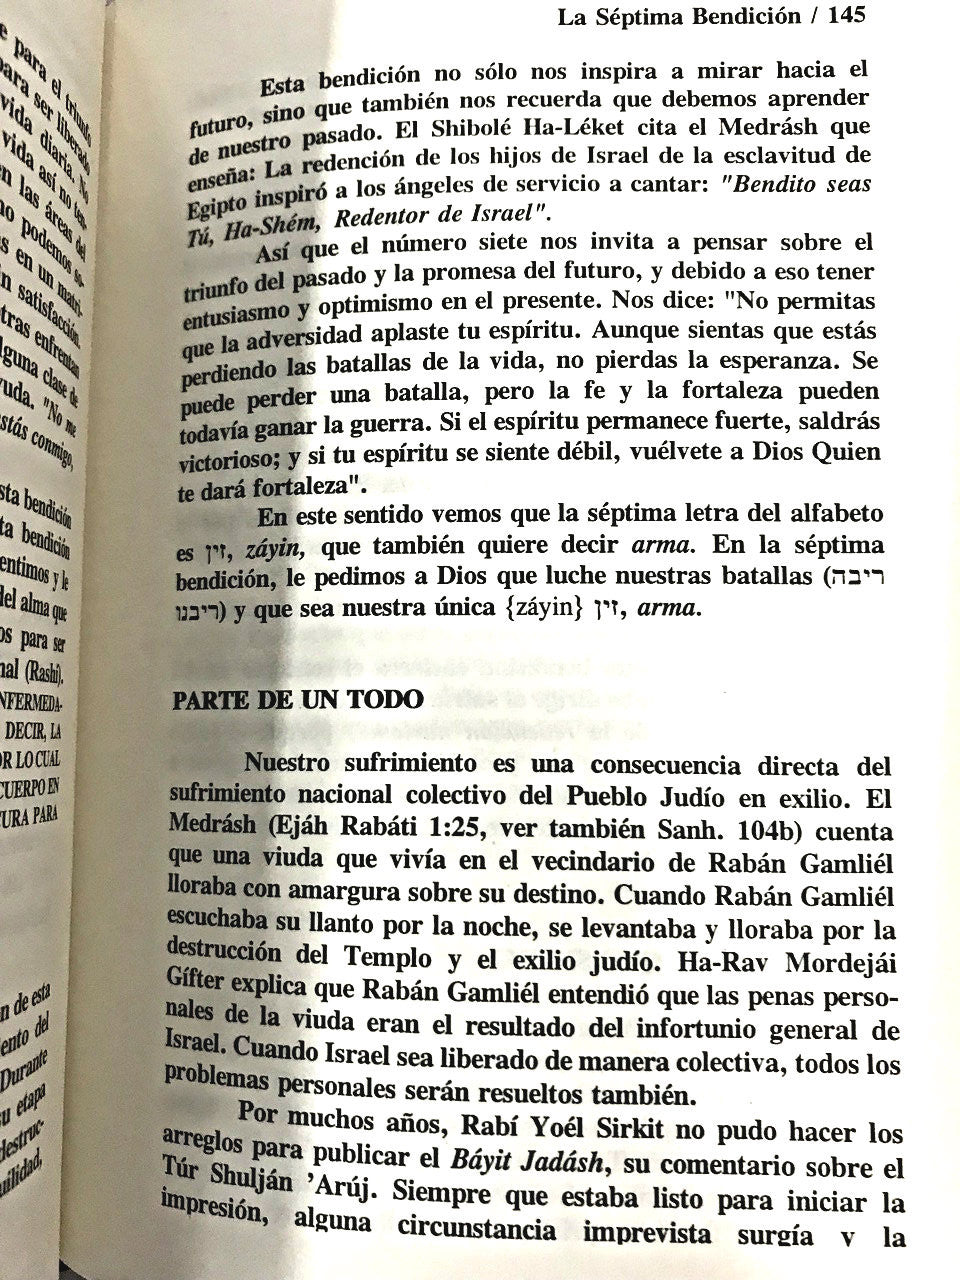 La Séptima Bendición / 145
Esta bendición no sólo nos inspira a mirar hacia el
futuro, sino que también nos recuerda que debemos aprender
de nuestro pasado. El Shibolé Ha-Léket cita el Medrásh que
enseña: La redención de los hijos de Israel de la esclavitud de
Egipto inspiró a los ángeles de servicio a cantar: "Bendito seas
Tú, Ha-Shém, Redentor de Israel".
Así que el número siete nos invita a pensar sobre el
triunfo del pasado y la promesa del futuro, y debido a eso tener
entusiasmo y optimismo en el presente. Nos dice: "No permitas
que la adversidad aplaste tu espíritu. Aunque sientas que estás
perdiendo las batallas de la vida, no pierdas la esperanza. Se
puede perder una batalla, pero la fe y la fortaleza pueden
todavía ganar la guerra. Si el espíritu permanece fuerte, saldrás
victorioso; y si tu espíritu se siente débil, vuélvete a Dios Quien
te dará fortaleza".
En este sentido vemos que la séptima letra del alfabeto
es זין, záyin, que también quiere decir arma. En la séptima
bendición, le pedimos a Dios que luche nuestras batallas (ריבה
ריבנו) y que sea nuestra única {záyin} זין, arma.
PARTE DE UN TODO
Nuestro sufrimiento es una consecuencia directa del
sufrimiento nacional colectivo del Pueblo Judío en exilio. El
Medrásh (Ejáh Rabáti 1:25, ver también Sanh. 104b) cuenta
que una viuda que vivía en el vecindario de Rabán Gamliél
lloraba con amargura sobre su destino. Cuando Rabán Gamliél
escuchaba su llanto por la noche, se levantaba y lloraba por la
destrucción del Templo y el exilio judío. Ha-Rav Mordejái
Gífter explica que Rabán Gamliél entendió que las penas perso-
nales de la viuda eran el resultado del infortunio general de
Israel. Cuando Israel sea liberado de manera colectiva, todos los
problemas personales serán resueltos también.
Por muchos años, Rabí Yoél Sirkit no pudo hacer los
arreglos para publicar el Báyit Jadásh, su comentario sobre el
Túr Shulján 'Arúj. Siempre que estaba listo para iniciar la
impresión, alguna circunstancia imprevista surgía y la